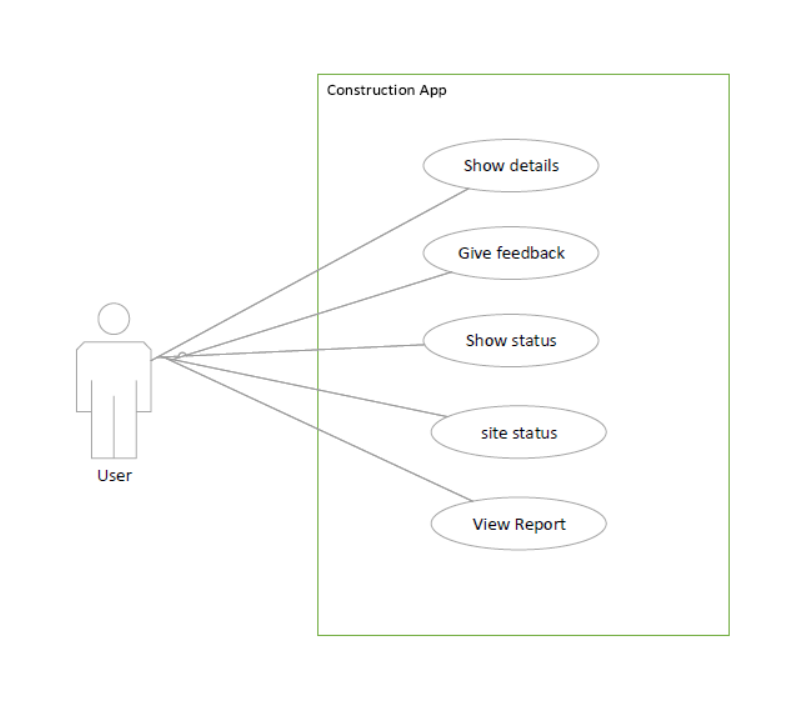 Construction App
Show details
Give feedback
Show status
site status
View Report
User